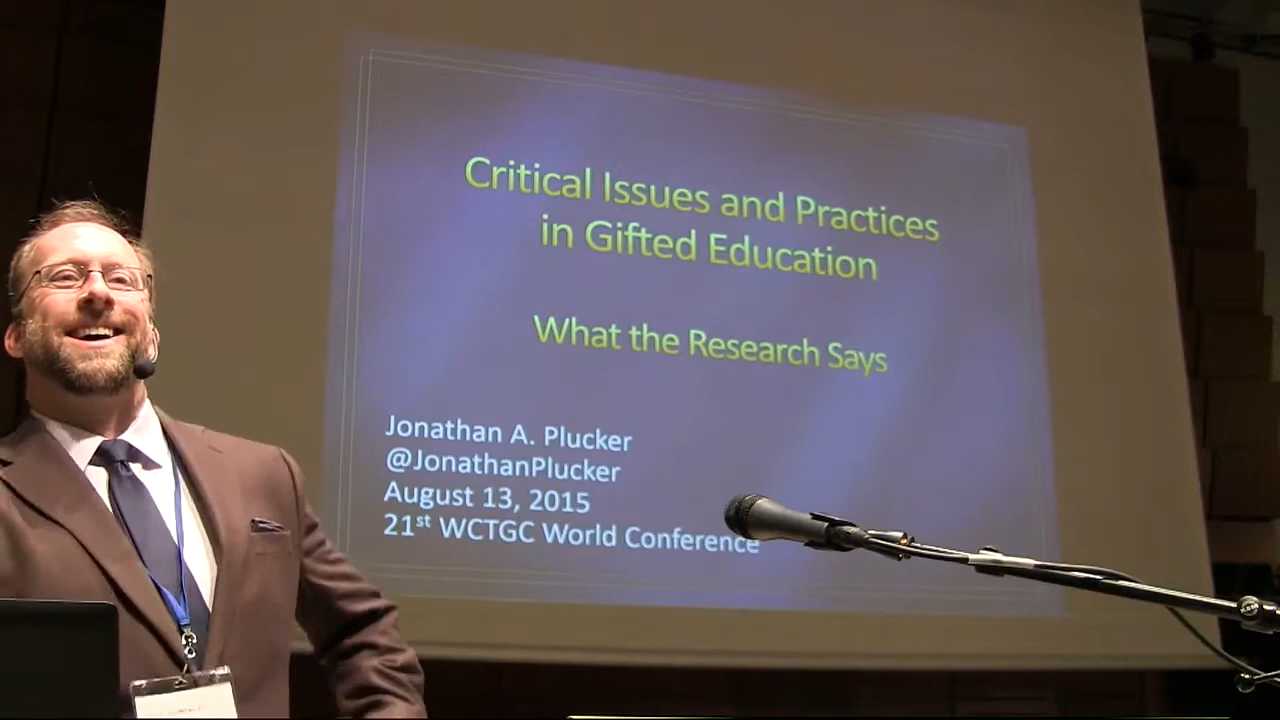 Critical Issues and Practices
in Gifted Education
What the Research Says
Jonathan A. Plucker
@JonathanPlucker
August 13, 2015
21st WCTGC World Conference